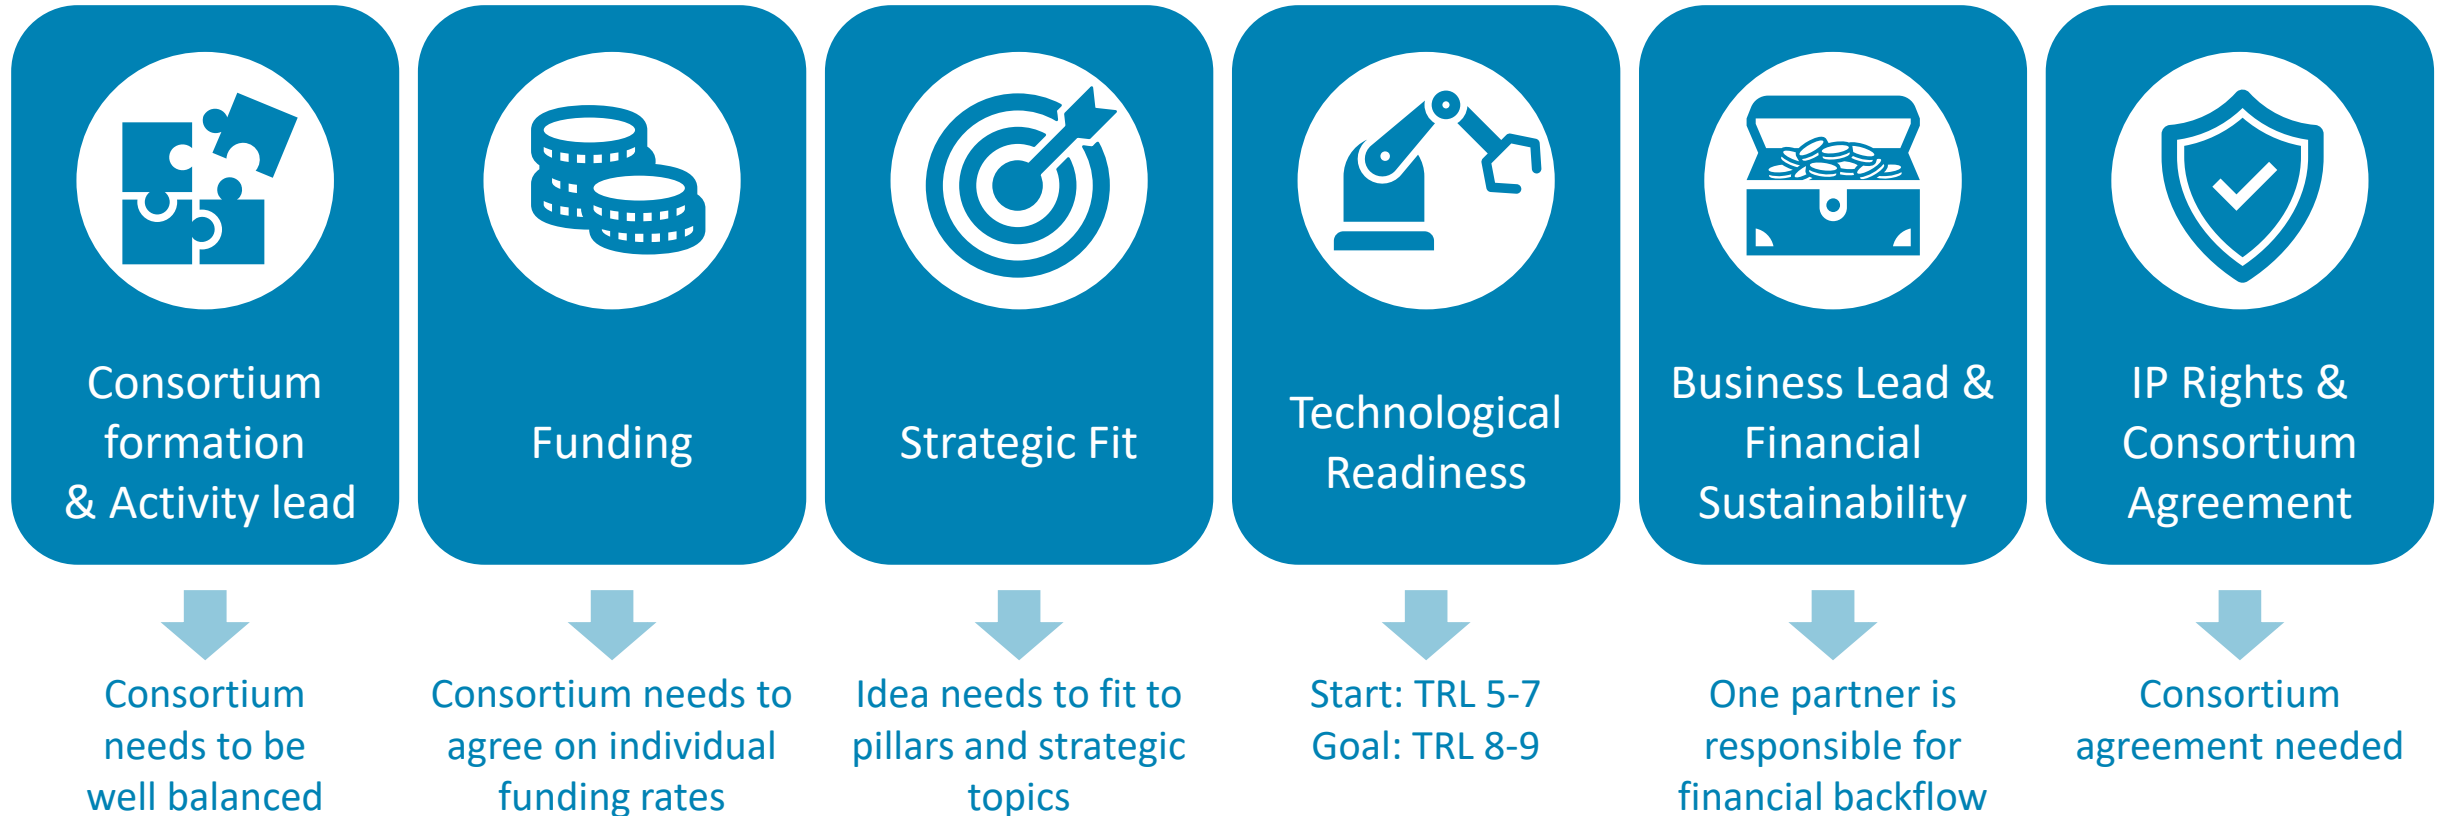 Consortium
formation
& Activity lead
Funding
Strategic Fit
Technological
Readiness
Business Lead &
Financial
Sustainability
IP Rights &
Consortium
Agreement
Consortium
needs to be
well balanced
Consortium needs to
agree on individual
funding rates
Idea needs to fit to
pillars and strategic
topics
Start: TRL 5-7
Goal: TRL 8-9
One partner is
responsible for
financial backflow
Consortium
agreement needed